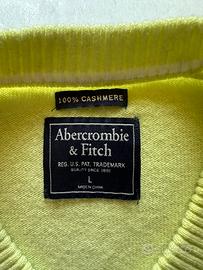 100% CASHMERE
Abercrombie
& Fitch
REG. U.S. PAT. TRADEMARK
QUALITY SINCE 1892
L
MADE IN CHINA